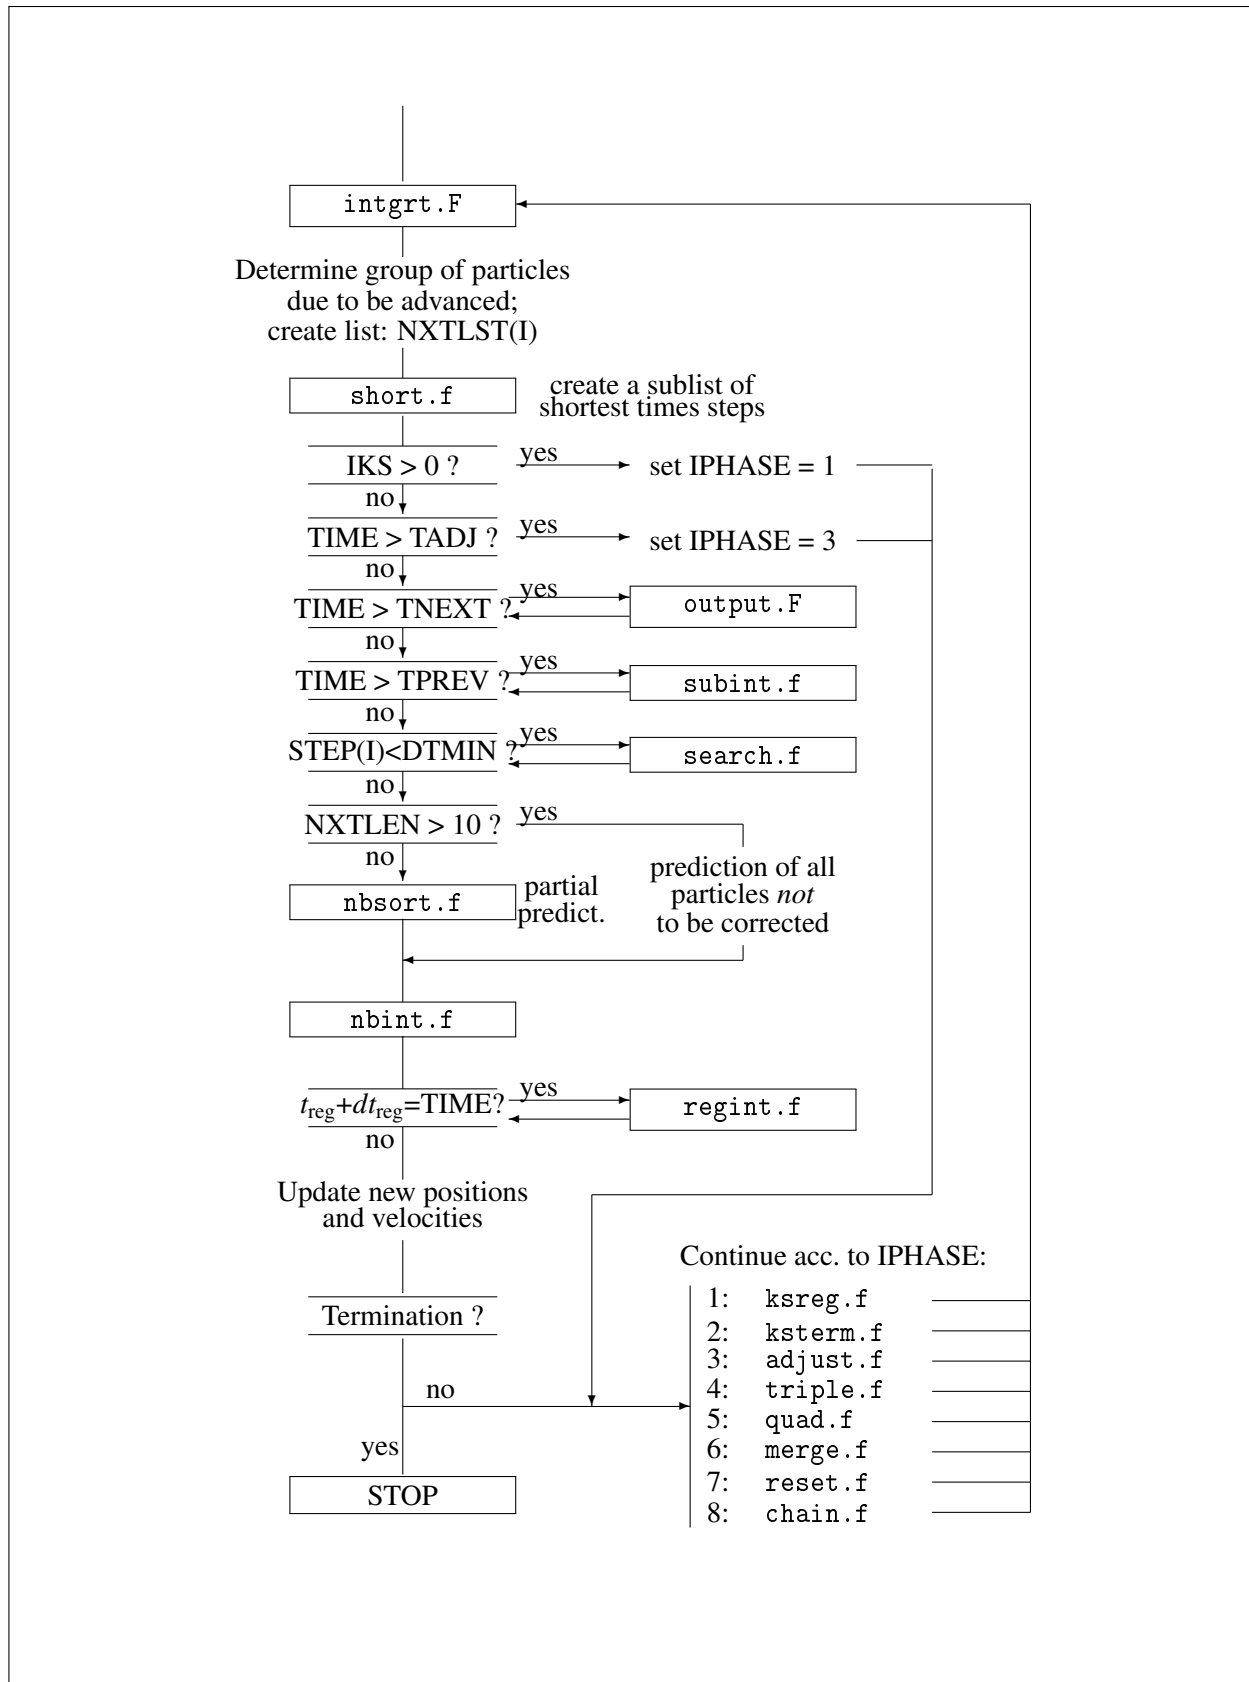 intgrt.F
Determine group of particles
due to be advanced;
create list: NXTLST(I)
short.f
create a sublist of
shortest times steps
IKS > 0 ?
yes
set IPHASE = 1
no
TIME > TADJ ?
yes
set IPHASE = 3
no
TIME > TNEXT ?
yes
output.F
no
TIME > TPREV ?
yes
subint.f
no
STEP(I)<DTMIN ?
yes
search.f
no
NXTLEN > 10 ?
yes
no
nbsort.f
partial
predict.
prediction of all
particles not
to be corrected
nbint.f
t_reg+dt_reg=TIME?
yes
regint.f
no
Update new positions
and velocities
Termination ?
no
yes
STOP
Continue acc. to IPHASE:
1: ksreg.f
2: ksterm.f
3: adjust.f
4: triple.f
5: quad.f
6: merge.f
7: reset.f
8: chain.f